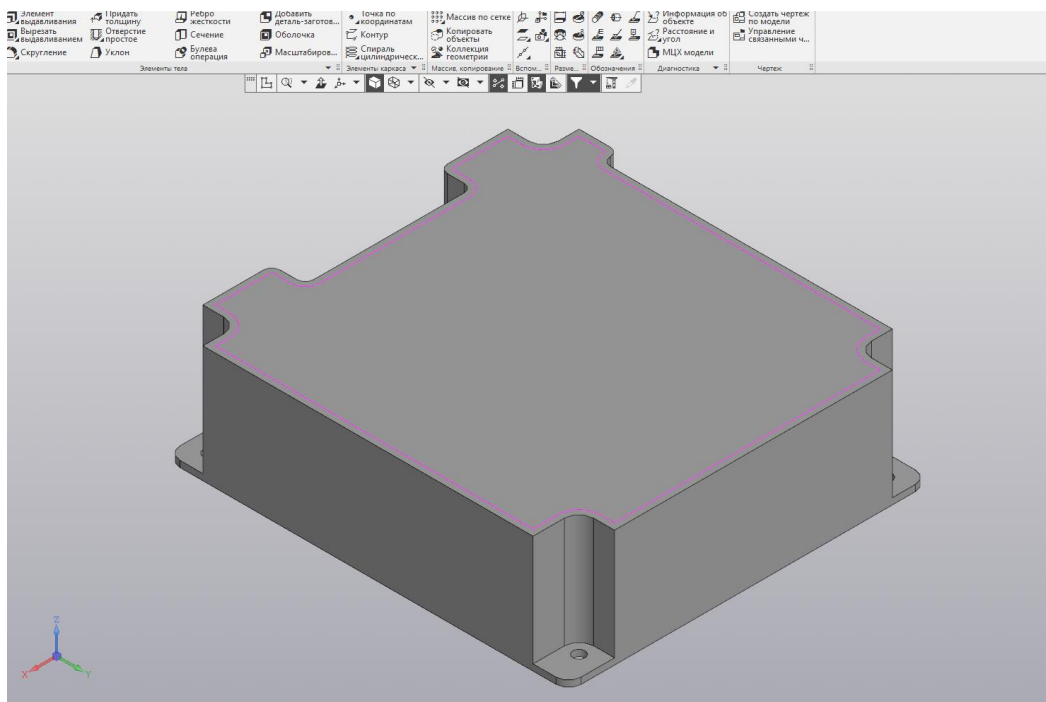 Элемент выдавливания
Придать толщину
Ребро жесткости
Добавить деталь-заготов...
Точка по координатам
Массив по сетке
Информация об объекте
Создать чертеж по модели
Вырезать выдавливанием
Отверстие простое
Сечение
Оболочка
Контур
Копировать объекты
Расстояние и угол
Управление связанными ч...
Скругление
Уклон
Булева операция
Масштабиров...
Спираль цилиндрическ...
Коллекция геометрии
МЦХ модели
Элементы тела
Элементы каркаса
Массив, копирование
Вспом...
Разме...
Обозначения
Диагностика
Чертеж
Z
X
Y